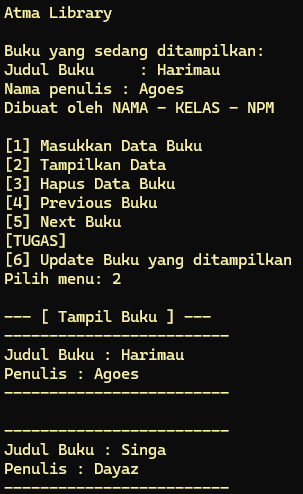 Atma Library
Buku yang sedang ditampilkan:
Judul Buku     : Harimau
Nama penulis : Agoes
Dibuat oleh NAMA - KELAS - NPM
[1] Masukkan Data Buku
[2] Tampilkan Data
[3] Hapus Data Buku
[4] Previous Buku
[5] Next Buku
[TUGAS]
[6] Update Buku yang ditampilkan
Pilih menu: 2
--- [ Tampil Buku ] ---
-------------------------
Judul Buku : Harimau
Penulis : Agoes
-------------------------
-------------------------
Judul Buku : Singa
Penulis : Dayaz
-------------------------